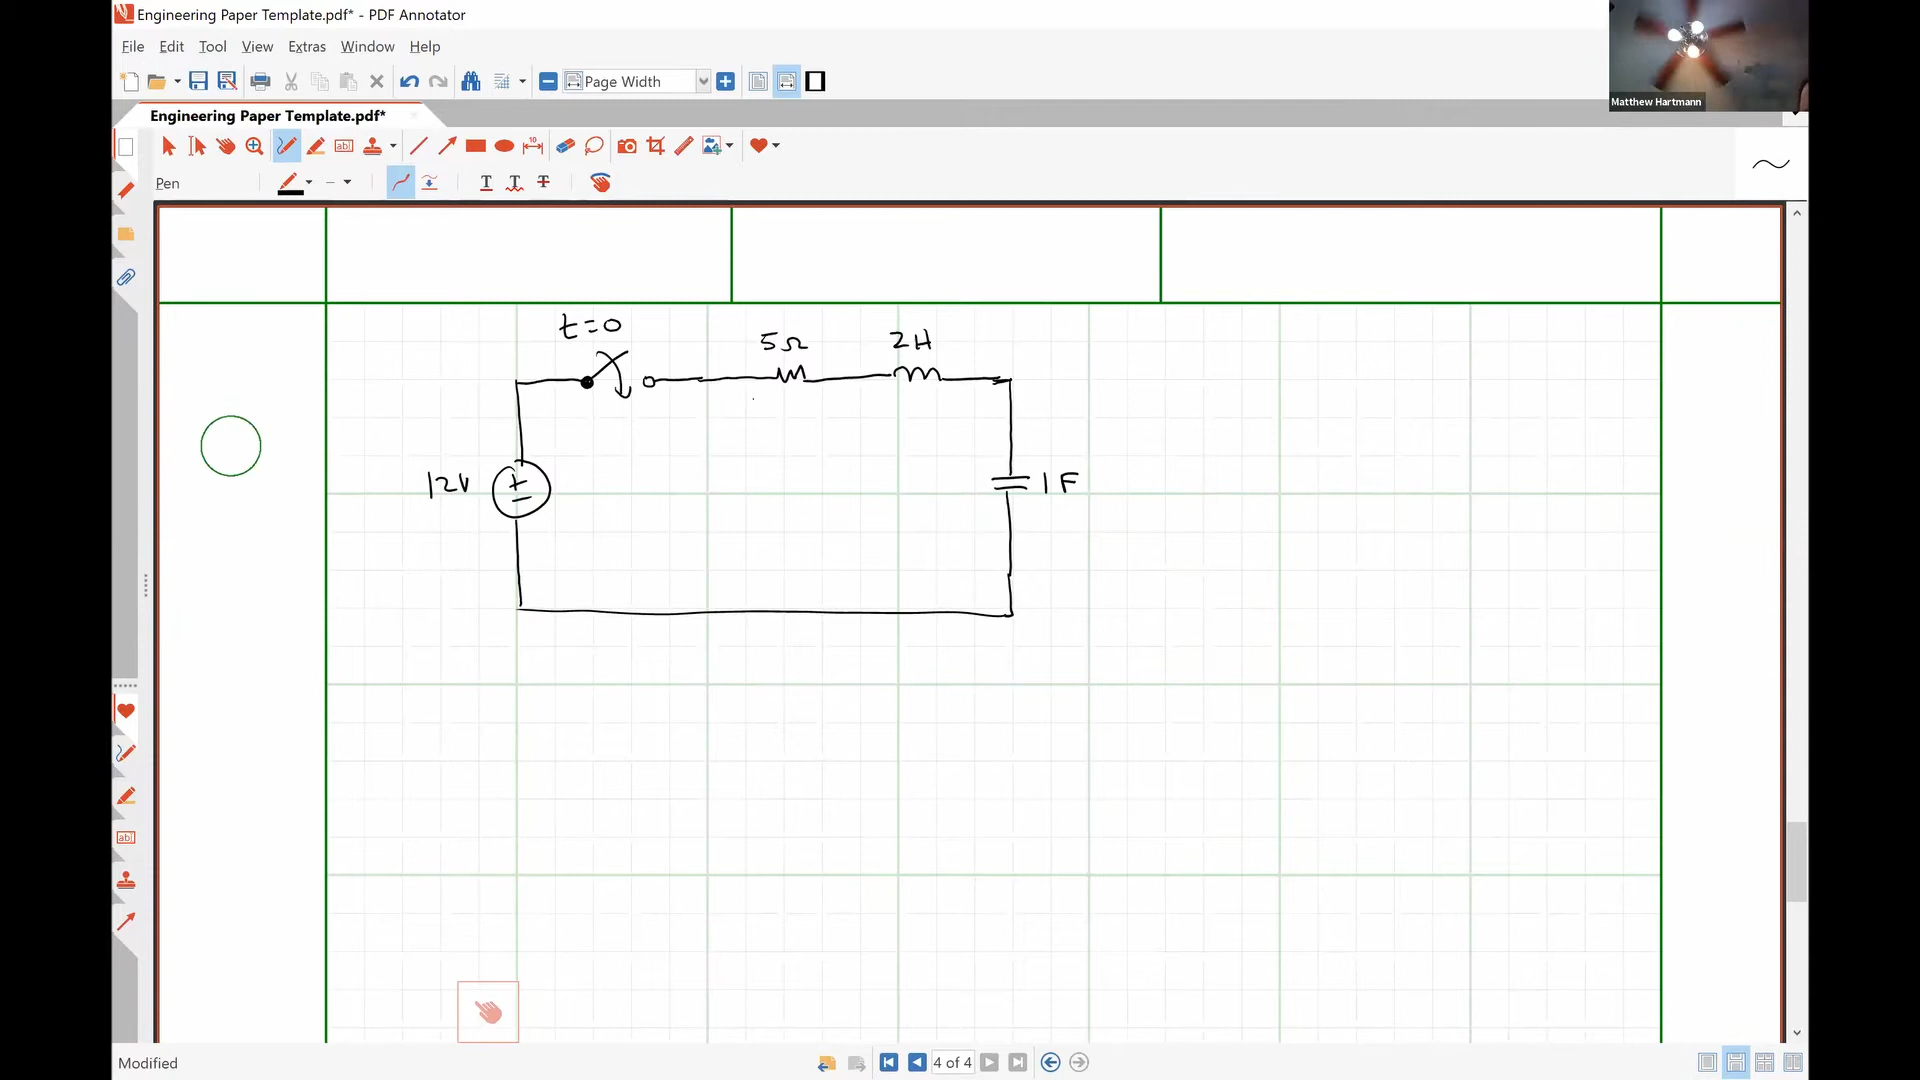 Engineering Paper Template.pdf* - PDF Annotator
File Edit Tool View Extras Window Help
Page Width
Matthew Hartmann
Engineering Paper Template.pdf*
Pen
t=0
5Ω
2H
12V
+
1F
Modified
4 of 4